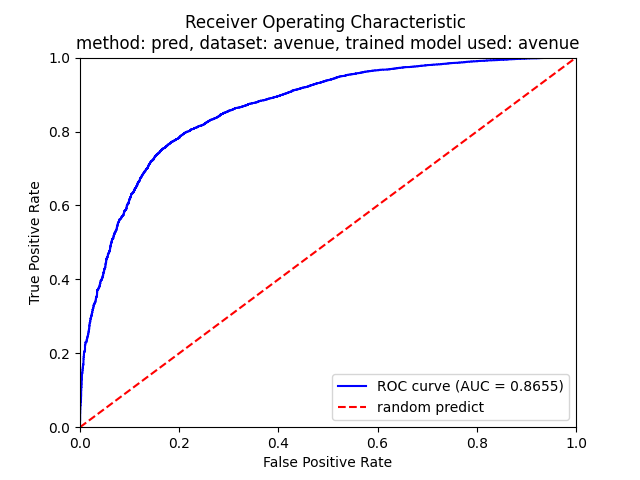 Receiver Operating Characteristic
method: pred, dataset: avenue, trained model used: avenue
1.0
0.8
0.6
0.4
0.2
0.0
True Positive Rate
ROC curve (AUC = 0.8655)
random predict
0.0 0.2 0.4 0.6 0.8 1.0
False Positive Rate